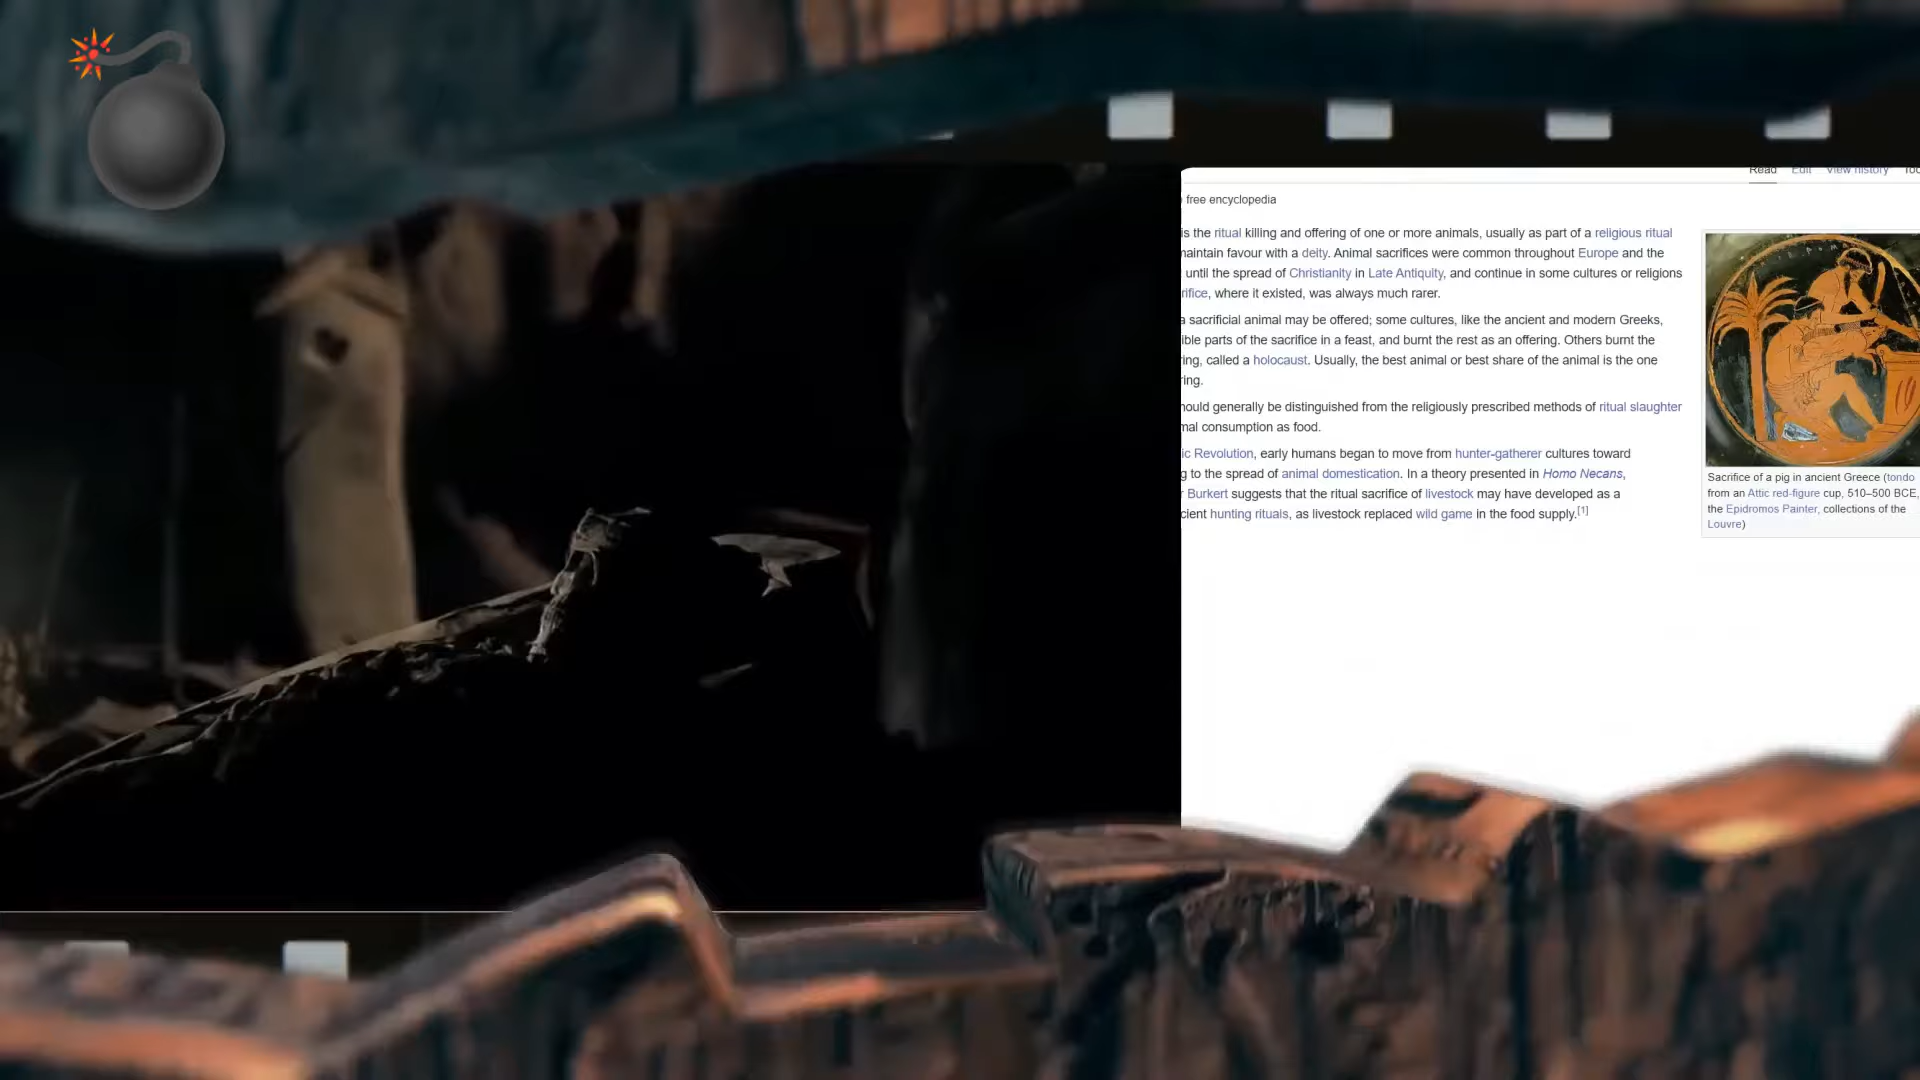 Read Edit View history
free encyclopedia
is the ritual killing and offering of one or more animals, usually as part of a religious ritual
maintain favour with a deity. Animal sacrifices were common throughout Europe and the
until the spread of Christianity in Late Antiquity, and continue in some cultures or religions
rifice, where it existed, was always much rarer.
a sacrificial animal may be offered; some cultures, like the ancient and modern Greeks,
ible parts of the sacrifice in a feast, and burnt the rest as an offering. Others burnt the
ring, called a holocaust. Usually, the best animal or best share of the animal is the one
ring.
hould generally be distinguished from the religiously prescribed methods of ritual slaughter
mal consumption as food.
ic Revolution, early humans began to move from hunter-gatherer cultures toward
g to the spread of animal domestication. In a theory presented in Homo Necans,
r Burkert suggests that the ritual sacrifice of livestock may have developed as a
cient hunting rituals, as livestock replaced wild game in the food supply.[1]
Sacrifice of a pig in ancient Greece (tondo
from an Attic red-figure cup, 510–500 BCE,
the Epidromos Painter, collections of the
Louvre)